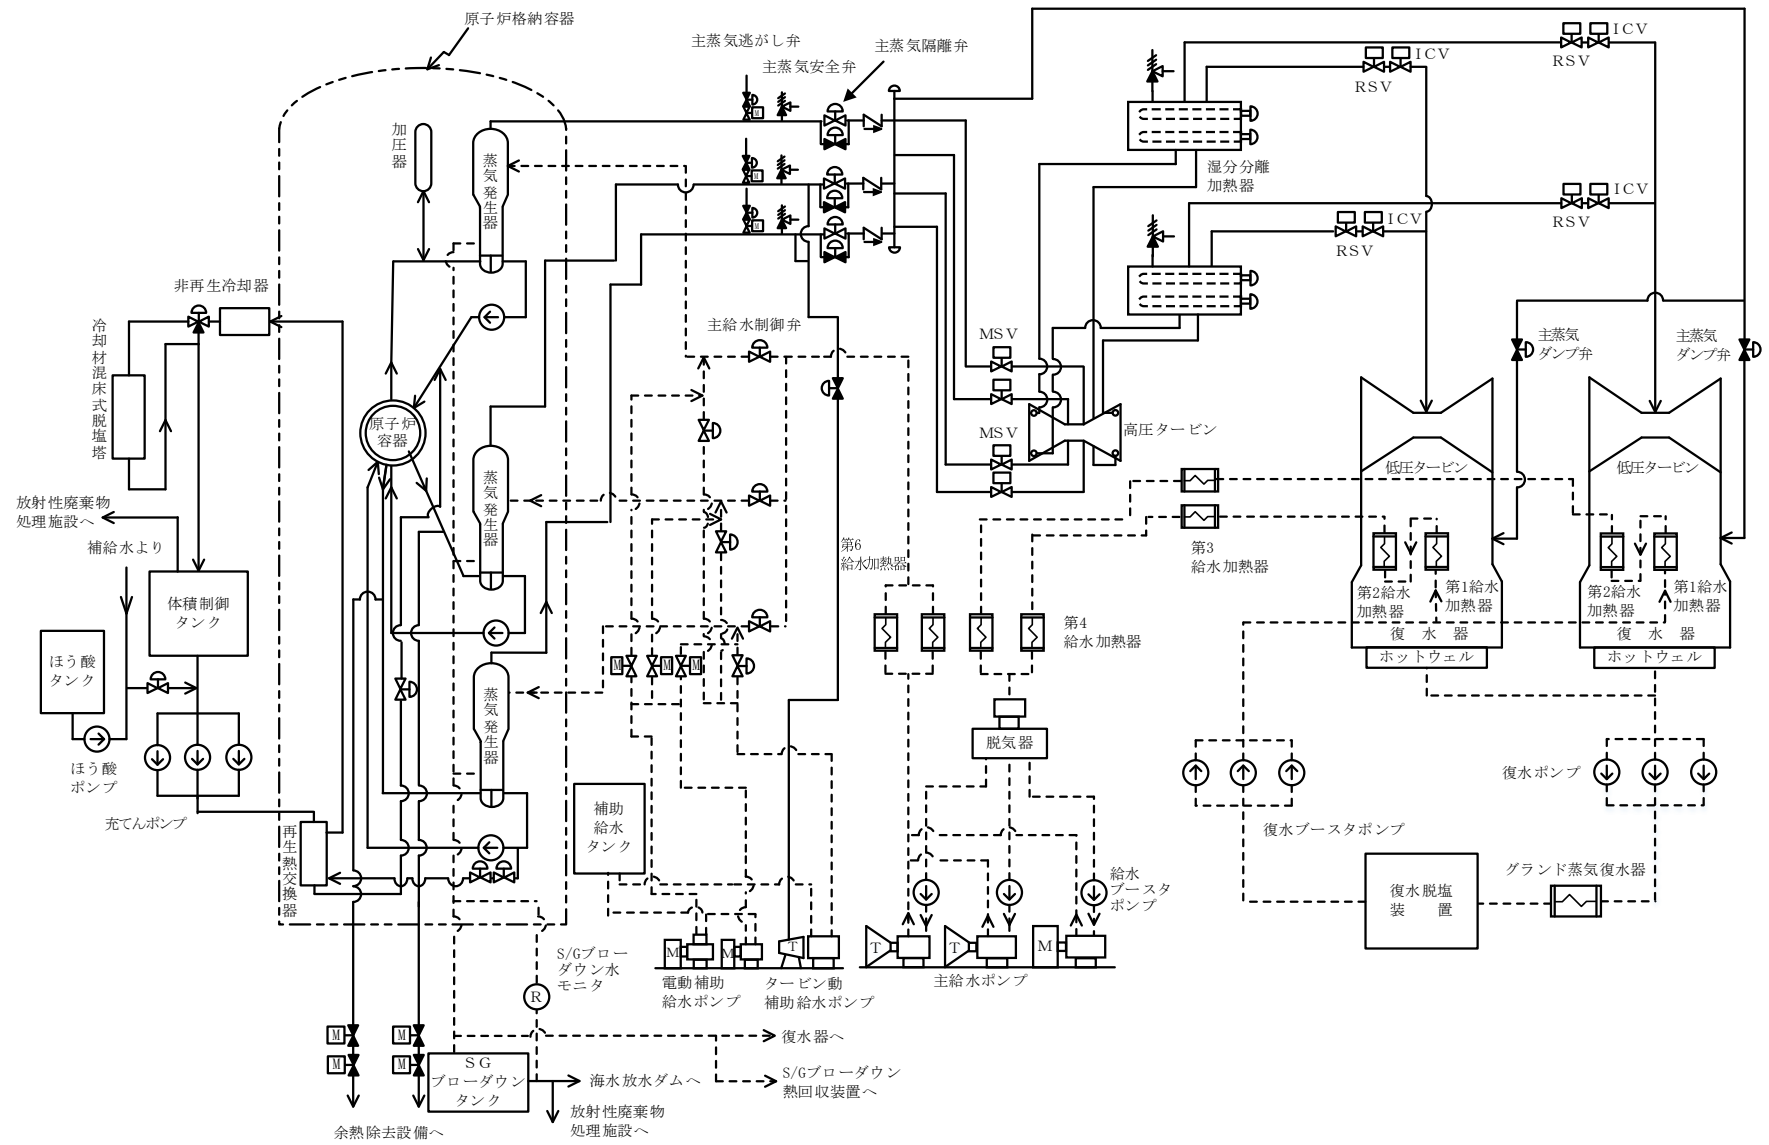 原子炉格納容器
主蒸気逃がし弁
主蒸気隔離弁
主蒸気安全弁
ICV
RSV
ICV
RSV
加圧器
蒸気発生器
M
M
M
湿分分離
加熱器
ICV
RSV
ICV
RSV
非再生冷却器
冷却材混床式脱塩塔
主給水制御弁
MSV
主蒸気
ダンプ弁
主蒸気
ダンプ弁
原子炉
容器
MSV
高圧タービン
低圧タービン
低圧タービン
蒸気発生器
放射性廃棄物
処理施設へ
補給水より
第6
給水加熱器
第3
給水加熱器
体積制御
タンク
第2給水
加熱器
第1給水
加熱器
第2給水
加熱器
第1給水
加熱器
第4
給水加熱器
復水器
復水器
ホットウェル
ホットウェル
ほう酸
タンク
M
M
M
蒸気発生器
脱気器
ほう酸
ポンプ
復水ポンプ
充てんポンプ
補助
給水
タンク
復水ブースタポンプ
再生熱交換器
給水
ブースタ
ポンプ
グランド蒸気復水器
復水脱塩
装置
S/Gブロー
ダウン水
モニタ
R
M
M
T
T
T
M
電動補助
給水ポンプ
タービン動
補助給水ポンプ
主給水ポンプ
M
M
M
M
復水器へ
SG
ブローダウン
タンク
海水放水ダムへ
S/Gブローダウン
熱回収装置へ
放射性廃棄物
処理施設へ
余熱除去設備へ